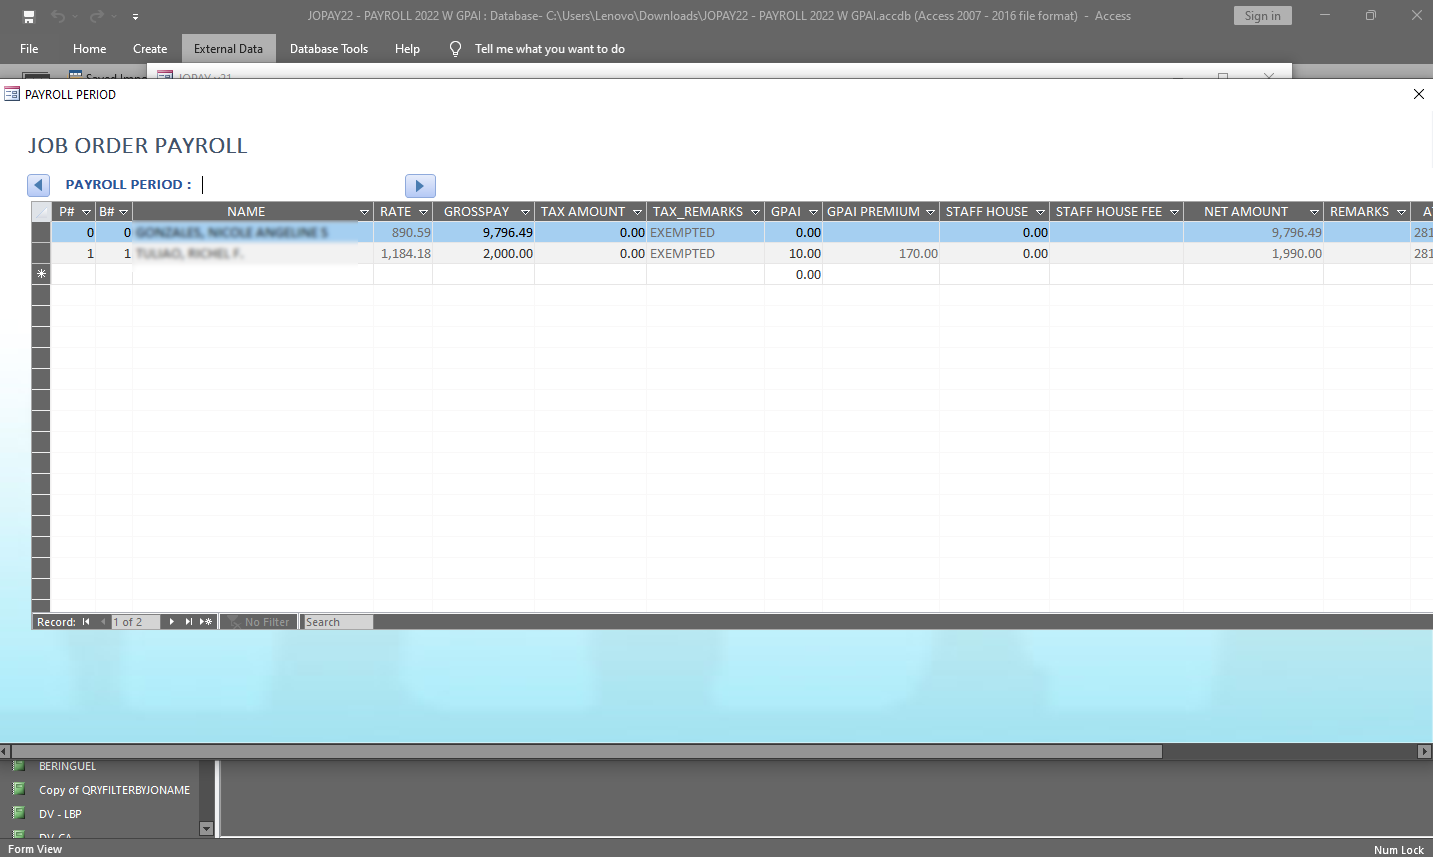 JOPAY22 - PAYROLL 2022 W GPAI : Database- C:\Users\Lenovo\Downloads\JOPAY22 - PAYROLL 2022 W GPAI.accdb (Access 2007 - 2016 file format) - Access
Sign in
File Home Create External Data Database Tools Help Tell me what you want to do
PAYROLL PERIOD
JOB ORDER PAYROLL
PAYROLL PERIOD :
P# B# NAME RATE GROSSPAY TAX AMOUNT TAX_REMARKS GPAI GPAI PREMIUM STAFF HOUSE STAFF HOUSE FEE NET AMOUNT REMARKS
0 0 890.59 9,796.49 0.00 EXEMPTED 0.00 0.00 9,796.49 281
1 1 1,184.18 2,000.00 0.00 EXEMPTED 10.00 170.00 0.00 1,990.00 281
0.00
Record: 1 of 2 No Filter Search
BERINGUEL
Copy of QRYFILTERBYJONAME
DV - LBP
Form View
Num Lock